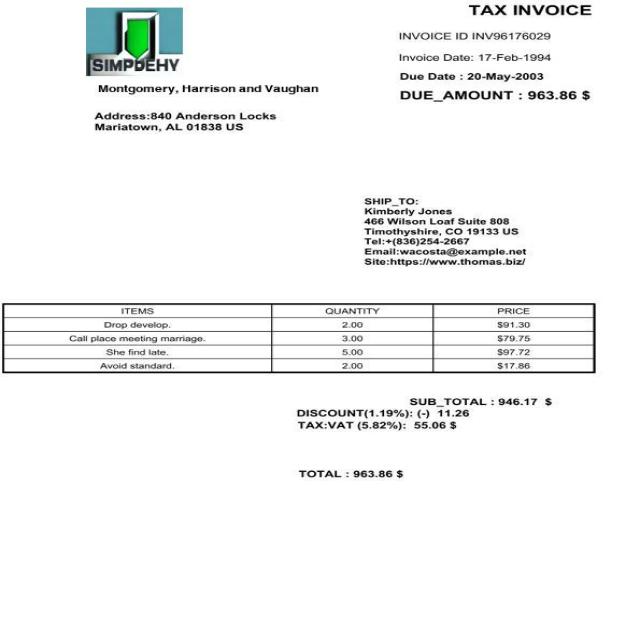 SIMPDEHY
TAX INVOICE
INVOICE ID INV96176029
Invoice Date: 17-Feb-1994
Due Date : 20-May-2003
DUE_AMOUNT : 963.86 $
Montgomery, Harrison and Vaughan
Address:840 Anderson Locks
Mariatown, AL 01838 US
SHIP_TO:
Kimberly Jones
466 Wilson Loaf Suite 808
Timothyshire, CO 19133 US
Tel:+(836)254-2667
Email:wacosta@example.net
Site:https://www.thomas.biz/
ITEMS QUANTITY PRICE
Drop develop. 2.00 $91.30
Call place meeting marriage. 3.00 $79.75
She find late. 5.00 $97.72
Avoid standard. 2.00 $17.86
SUB_TOTAL : 946.17 $
DISCOUNT(1.19%): (-) 11.26
TAX:VAT (5.82%): 55.06 $
TOTAL : 963.86 $